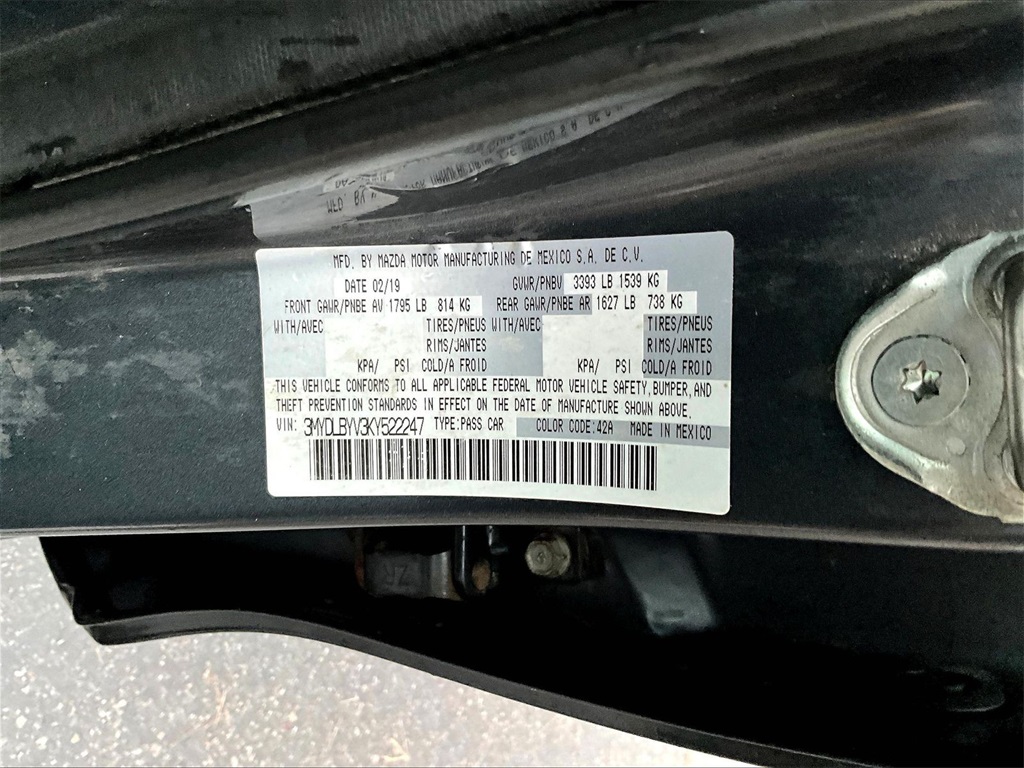 MFD. BY MAZDA MOTOR MANUFACTURING DE MEXICO S.A. DE C.V.
DATE 02/19 GVWR/PNBV 3393 LB 1539 KG
FRONT GAWR/PNBE AV 1795 LB 814 KG REAR GAWR/PNBE AR 1627 LB 738 KG
WITH/AVEC TIRES/PNEUS WITH/AVEC TIRES/PNEUS
RIMS/JANTES RIMS/JANTES
KPA/ PSI COLD/A FROID KPA/ PSI COLD/A FROID
THIS VEHICLE CONFORMS TO ALL APPLICABLE FEDERAL MOTOR VEHICLE SAFETY, BUMPER, AND
THEFT PREVENTION STANDARDS IN EFFECT ON THE DATE OF MANUFACTURE SHOWN ABOVE.
VIN: 3MYDLBYV3KY522247 TYPE:PASS CAR COLOR CODE:42A MADE IN MEXICO